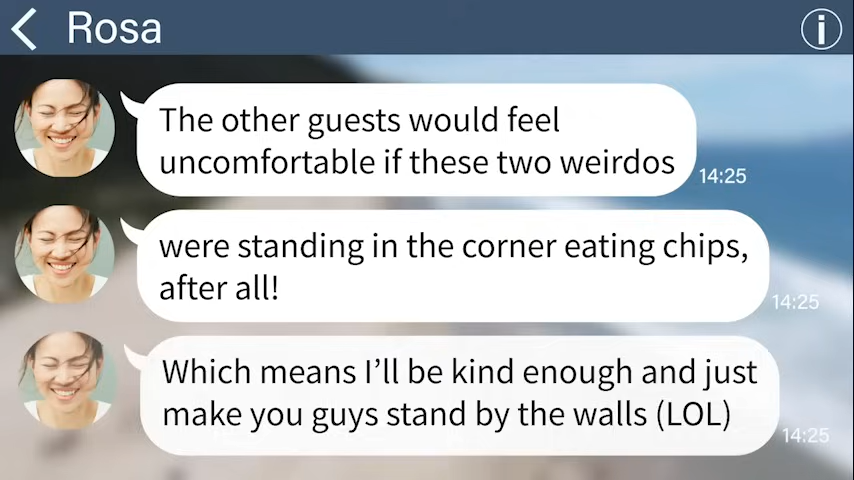 Rosa
The other guests would feel
uncomfortable if these two weirdos
14:25
were standing in the corner eating chips,
after all!
14:25
Which means I’ll be kind enough and just
make you guys stand by the walls (LOL)
14:25